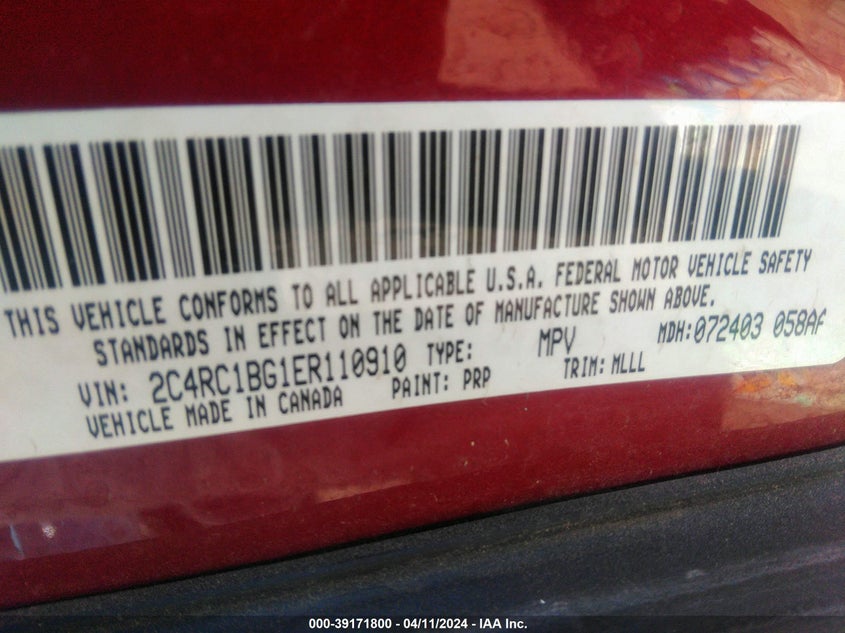 THIS VEHICLE CONFORMS TO ALL APPLICABLE U.S.A. FEDERAL MOTOR VEHICLE SAFETY
STANDARDS IN EFFECT ON THE DATE OF MANUFACTURE SHOWN ABOVE.
VIN: 2C4RC1BG1ER110910 TYPE: MPV MDH:072403 058AF
VEHICLE MADE IN CANADA PAINT: PRP TRIM: MLLL
000-39171800 - 04/11/2024 - IAA Inc.